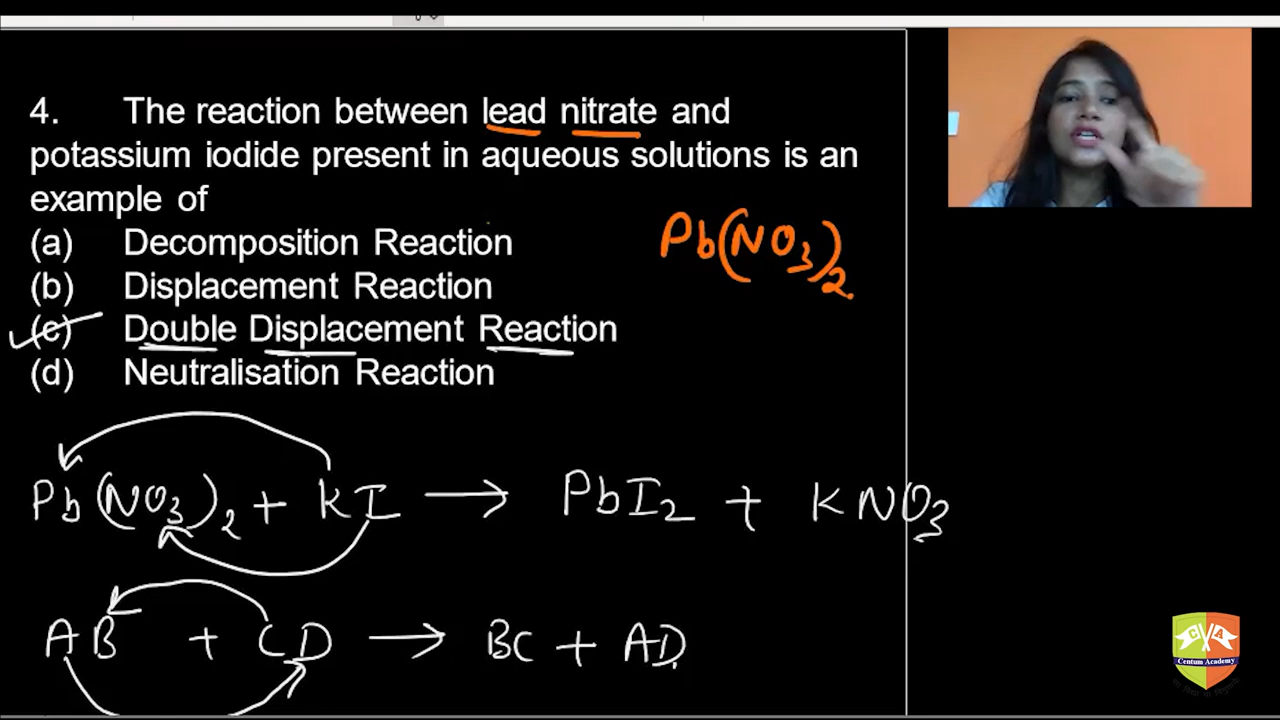 4. The reaction between lead nitrate and
potassium iodide present in aqueous solutions is an
example of
(a) Decomposition Reaction
Pb(NO3)2
(b) Displacement Reaction
(c) Double Displacement Reaction
(d) Neutralisation Reaction
Pb(NO3)2 + KI → PbI2 + KNO3
AB + CD → BC + AD
CA
Centum Academy